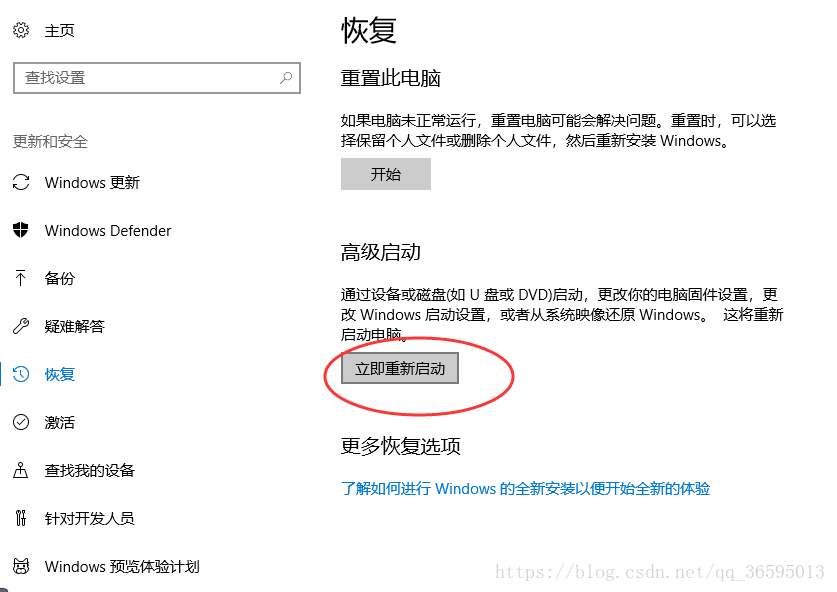 主页
查找设置
更新和安全
Windows 更新
Windows Defender
备份
疑难解答
恢复
激活
查找我的设备
针对开发人员
Windows 预览体验计划
恢复
重置此电脑
如果电脑未正常运行，重置电脑可能会解决问题。重置时，可以选
择保留个人文件或删除个人文件，然后重新安装 Windows。
开始
高级启动
通过设备或磁盘(如 U 盘或 DVD)启动，更改你的电脑固件设置，更
改 Windows 启动设置，或者从系统映像还原 Windows。 这将重新
启动电脑。
立即重新启动
更多恢复选项
了解如何进行 Windows 的全新安装以便开始全新的体验
https://blog.csdn.net/qq_36595013